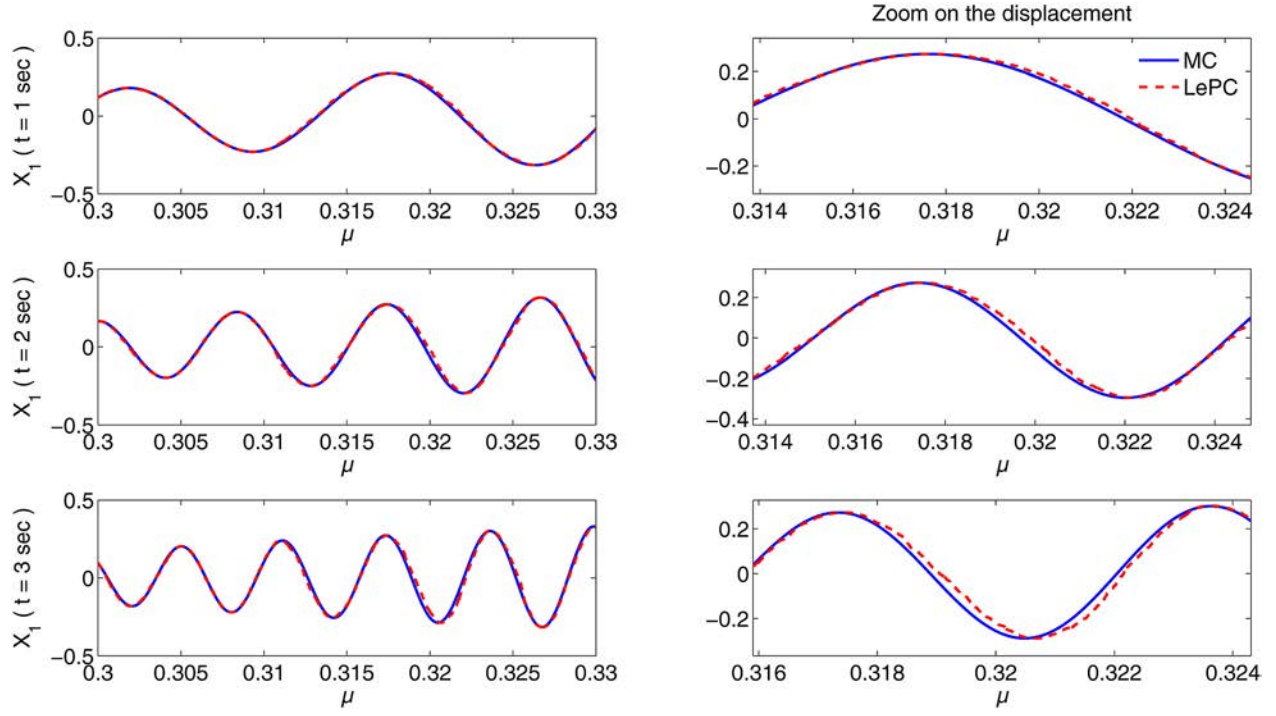 Zoom on the displacement
X1 ( t = 1 sec )
0.5
0
−0.5
0.3 0.305 0.31 0.315 0.32 0.325 0.33
μ
0.2
0
−0.2
0.314 0.316 0.318 0.32 0.322 0.324
μ
MC
LePC
X1 ( t = 2 sec )
0.5
0
−0.5
0.3 0.305 0.31 0.315 0.32 0.325 0.33
μ
0.2
0
−0.2
−0.4
0.314 0.316 0.318 0.32 0.322 0.324
μ
X1 ( t = 3 sec )
0.5
0
−0.5
0.3 0.305 0.31 0.315 0.32 0.325 0.33
μ
0.2
0
−0.2
0.316 0.318 0.32 0.322 0.324
μ